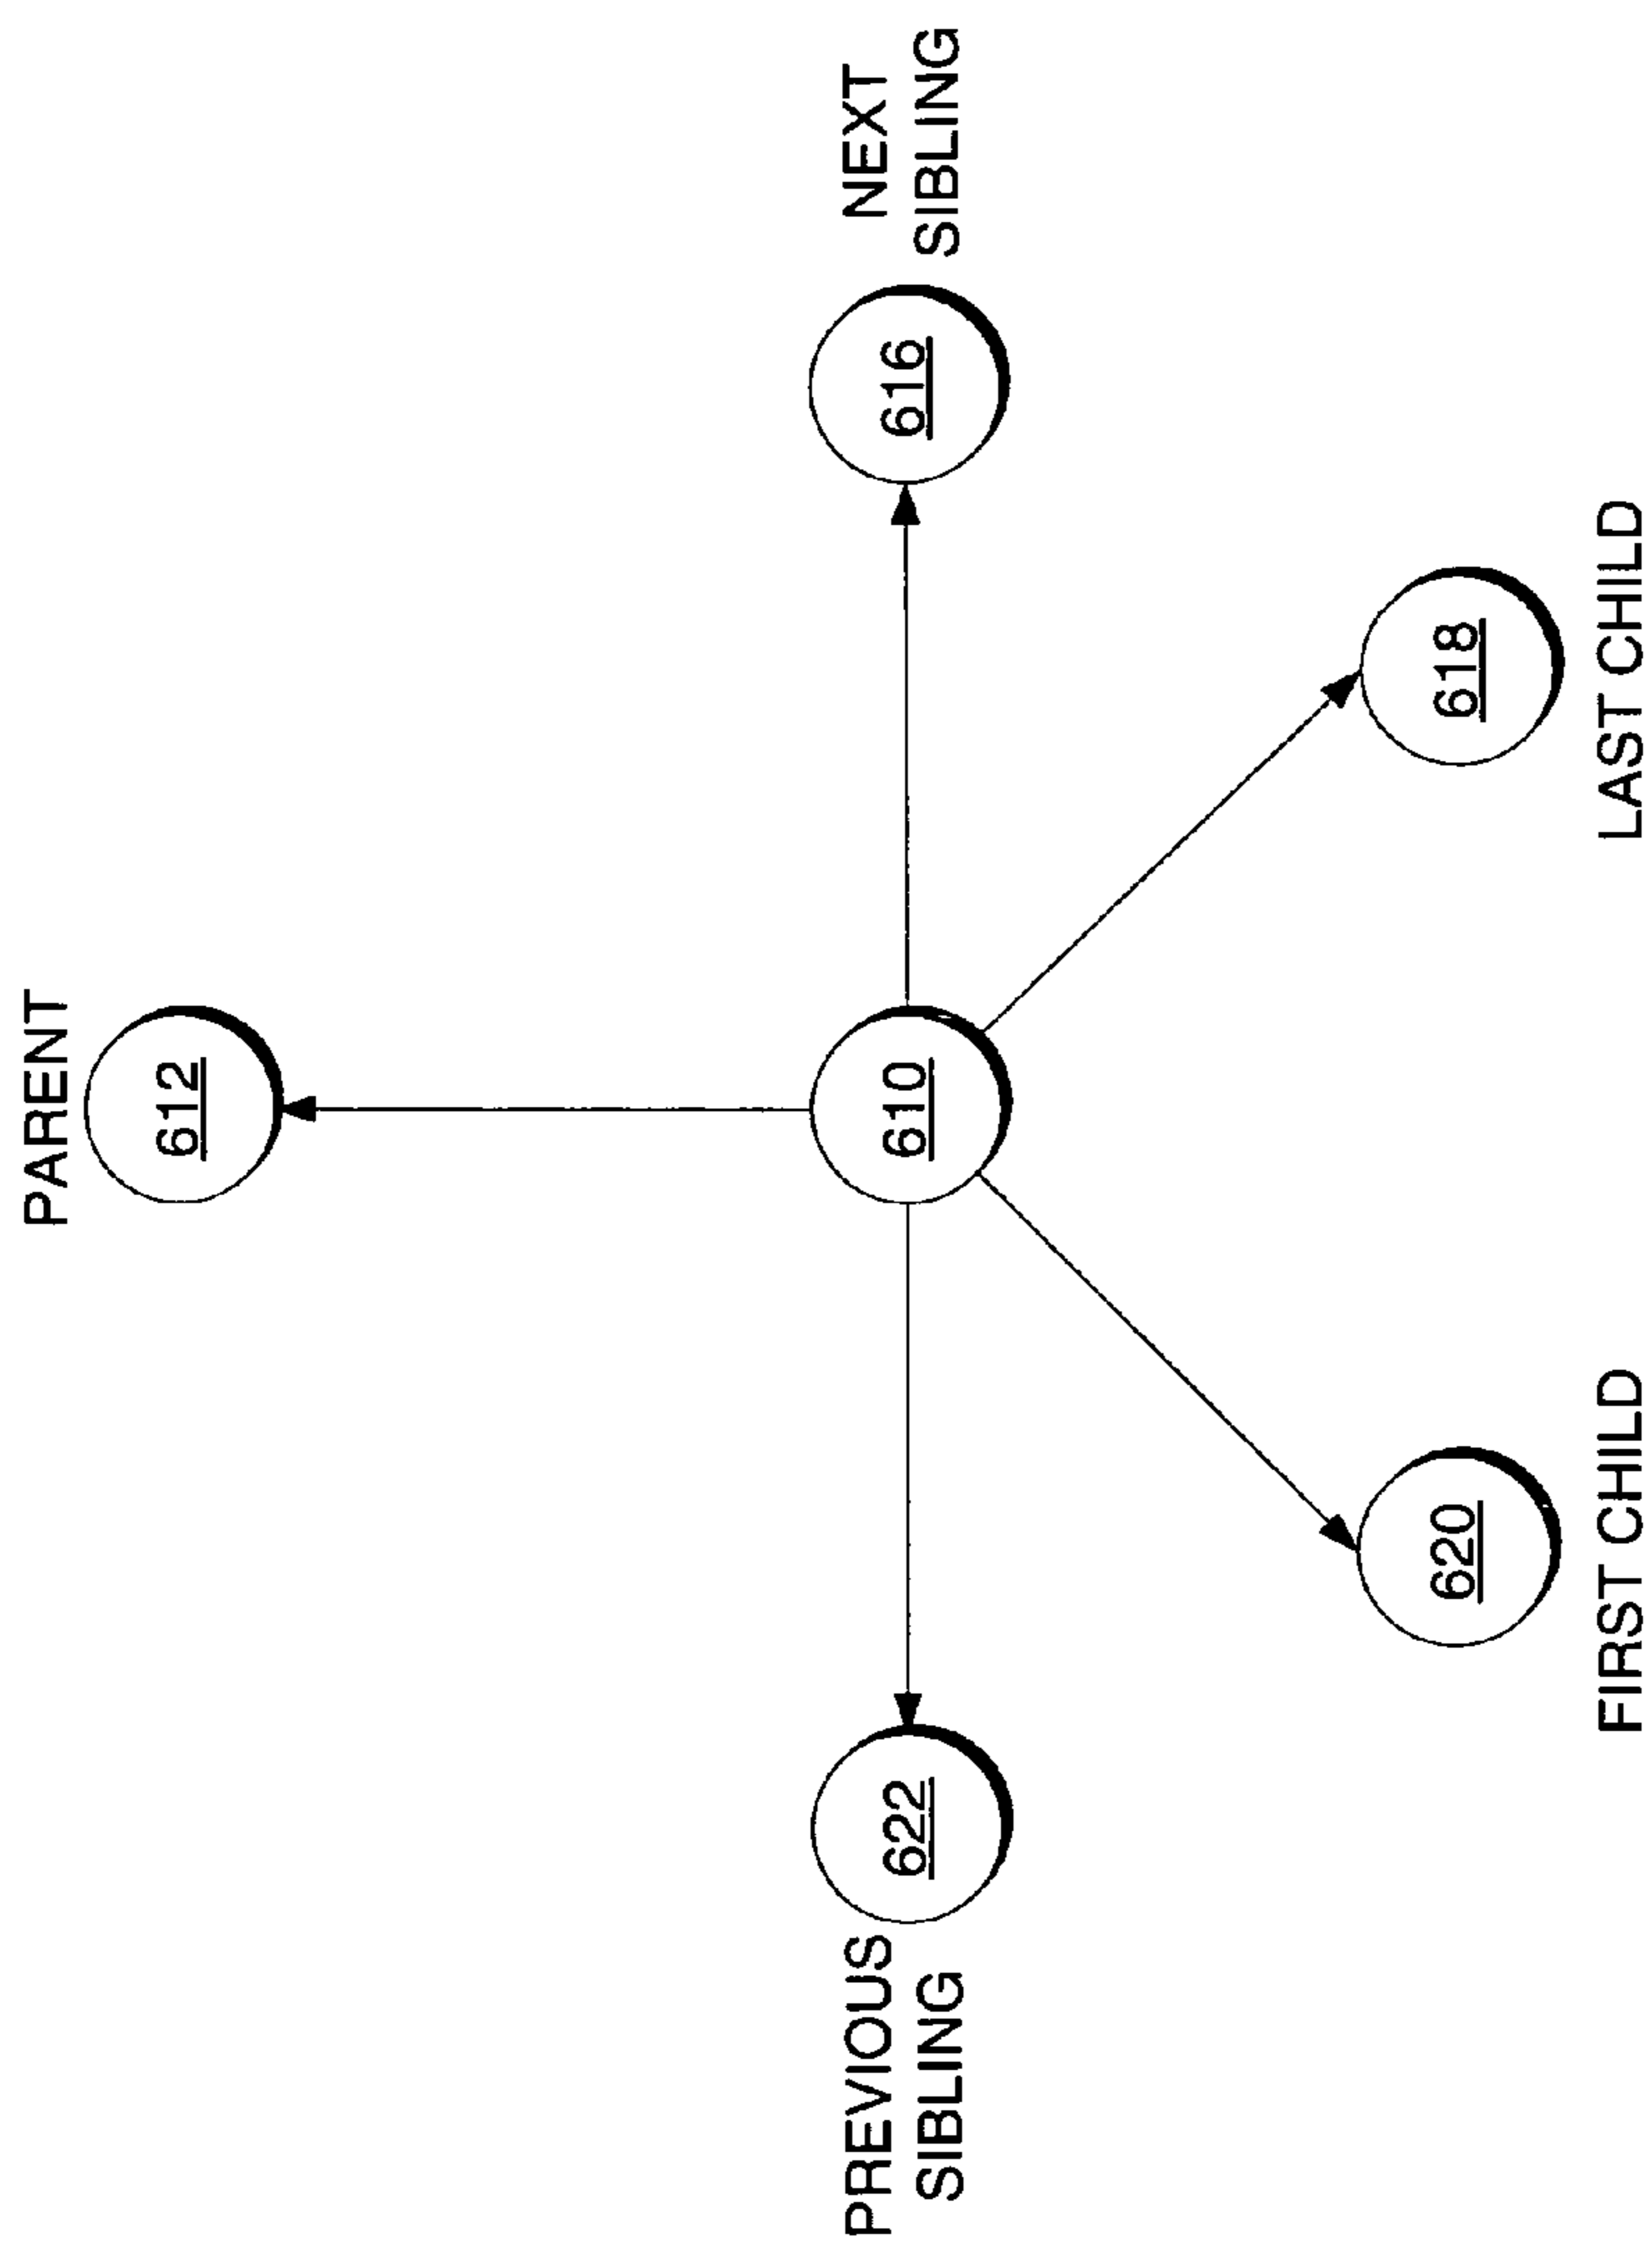 PARENT
612
PREVIOUS
SIBLING
622
610
616
NEXT
SIBLING
620
618
FIRST CHILD
LAST CHILD